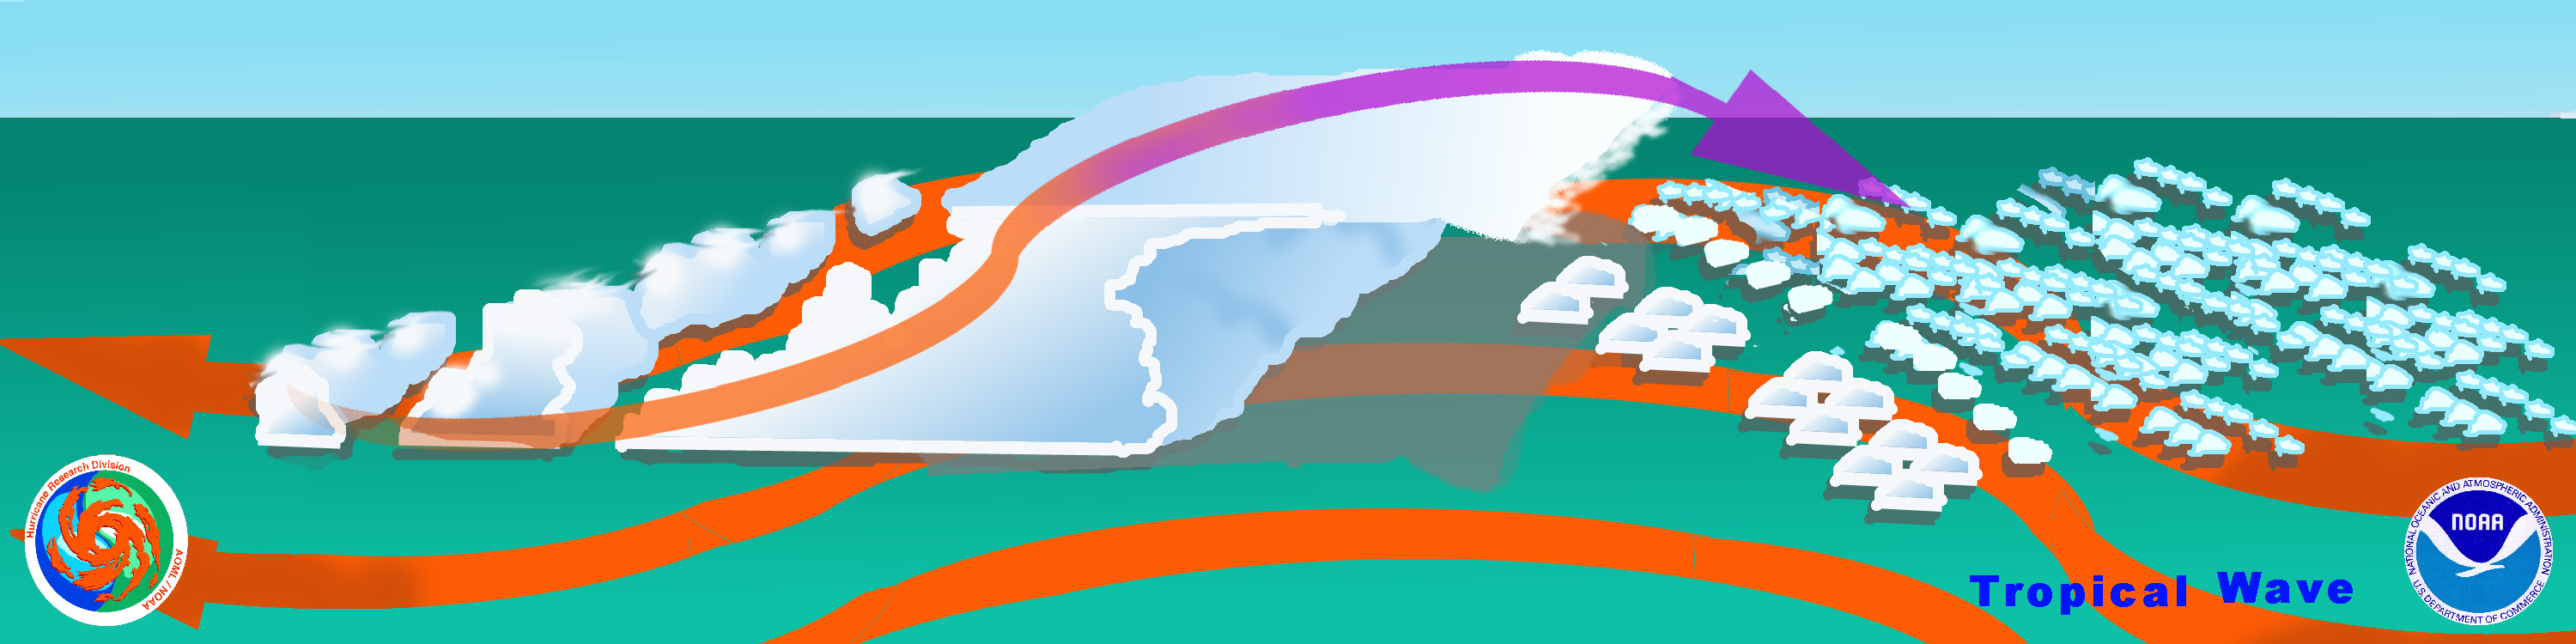 Hurricane Research Division
AOML / NOAA
Tropical Wave
NATIONAL OCEANIC AND ATMOSPHERIC ADMINISTRATION
NOAA
U.S. DEPARTMENT OF COMMERCE